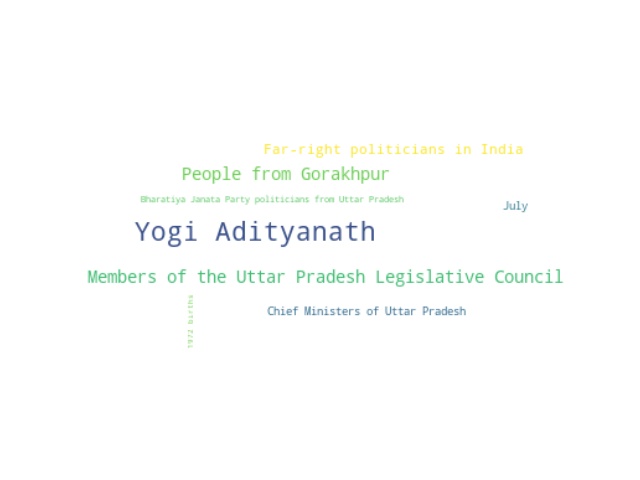 Far-right politicians in India
People from Gorakhpur
Bharatiya Janata Party politicians from Uttar Pradesh
July
Yogi Adityanath
Members of the Uttar Pradesh Legislative Council
1972 births
Chief Ministers of Uttar Pradesh